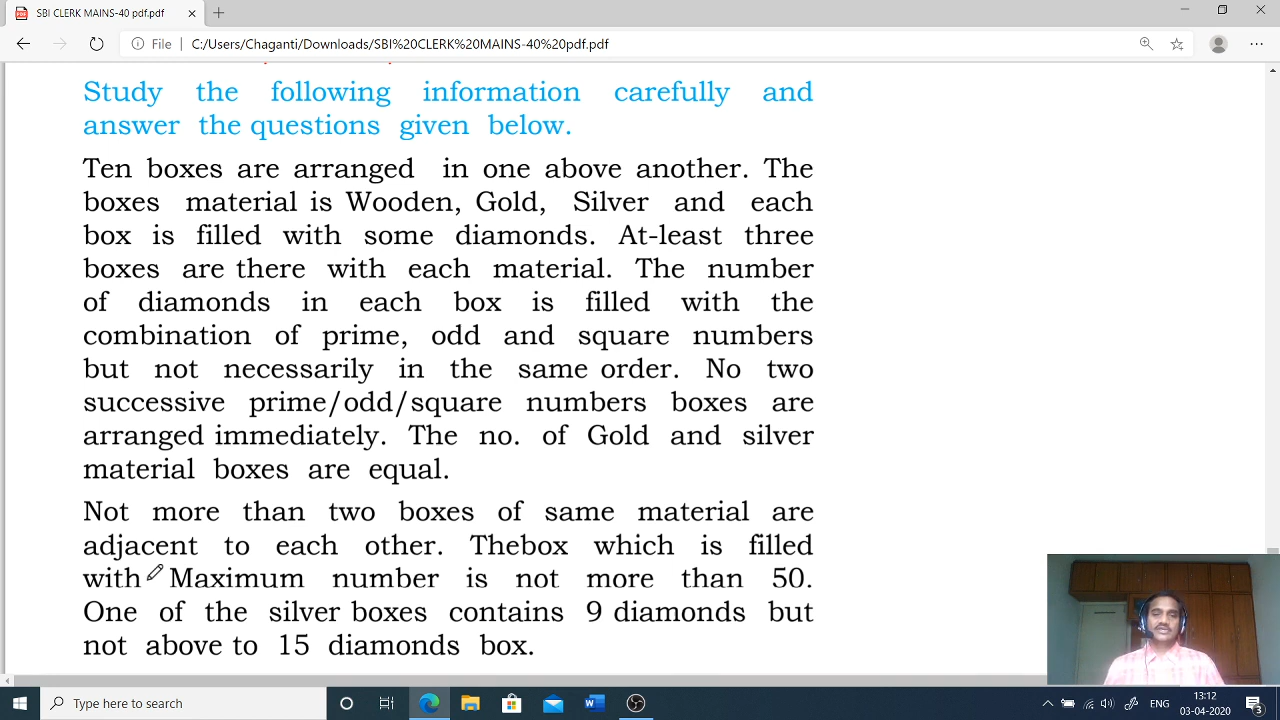 SBI CLERK MAINS-40 pdf.pdf
File | C:/Users/Chaganti/Downloads/SBI%20CLERK%20MAINS-40%20pdf.pdf
Study the following information carefully and
answer the questions given below.
Ten boxes are arranged in one above another. The
boxes material is Wooden, Gold, Silver and each
box is filled with some diamonds. At-least three
boxes are there with each material. The number
of diamonds in each box is filled with the
combination of prime, odd and square numbers
but not necessarily in the same order. No two
successive prime/odd/square numbers boxes are
arranged immediately. The no. of Gold and silver
material boxes are equal.
Not more than two boxes of same material are
adjacent to each other. Thebox which is filled
with Maximum number is not more than 50.
One of the silver boxes contains 9 diamonds but
not above to 15 diamonds box.
Type here to search
ENG
13:12
03-04-2020
3